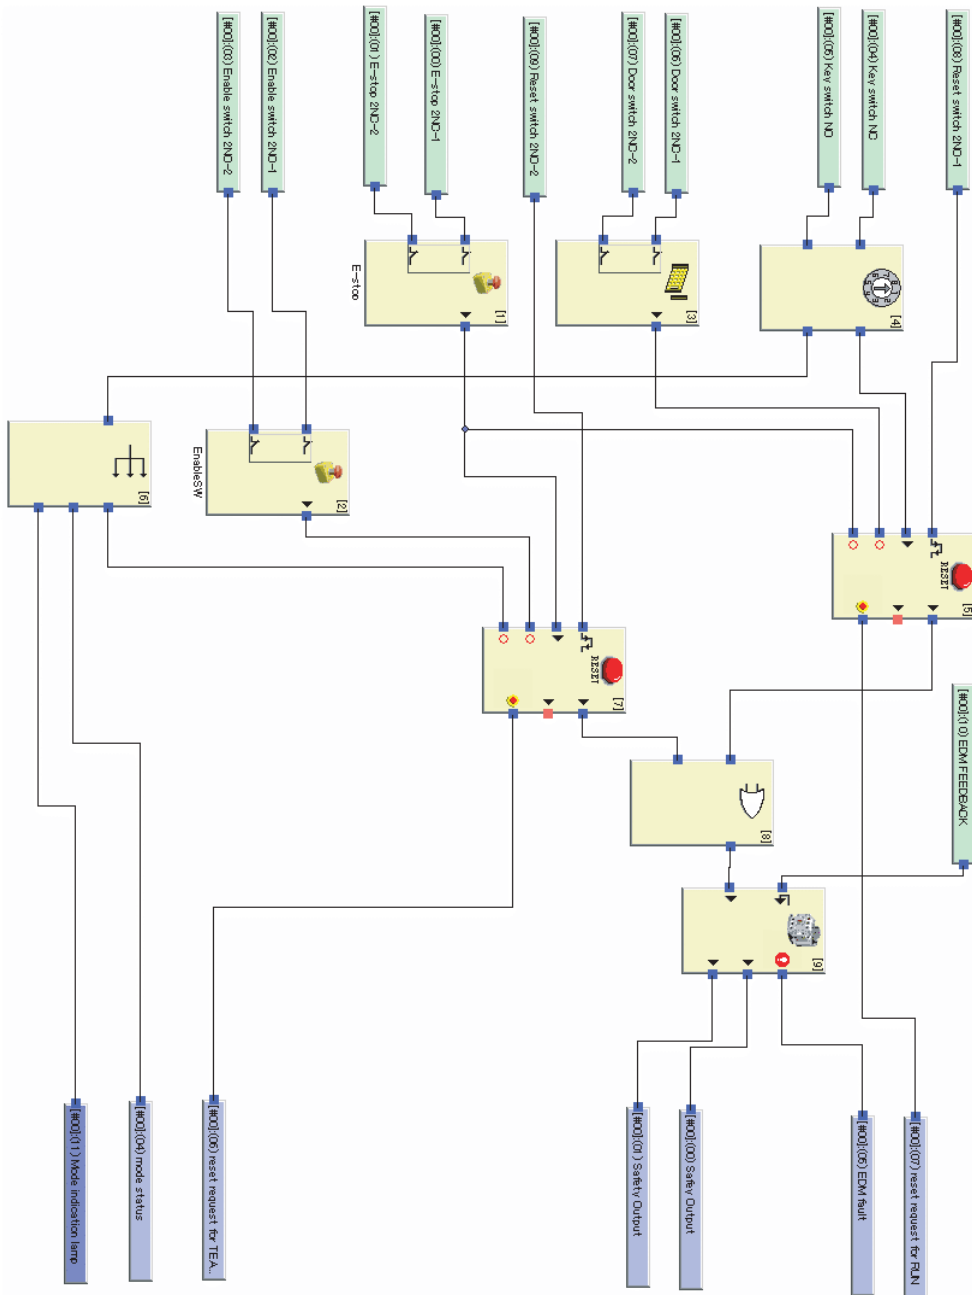 [#00]:(08) Reset switch 2NO-1
[#00]:(04) Key switch NO
[#00]:(05) Key switch NO
[#00]:(06) Door switch 2NO-1
[#00]:(07) Door switch 2NO-2
[#00]:(09) Reset switch 2NO-2
[#00]:(00) E-stop 2NO-1
[#00]:(01) E-stop 2NO-2
[#00]:(02) Enable switch 2NO-1
[#00]:(03) Enable switch 2NO-2
[4]
[3]
[1]
E-stop
[2]
EnableSW
[6]
[5]
RESET
[7]
RESET
[#00]:(10) EDM FEEDBACK
[8]
[9]
[#00]:(07) reset request for RUN
[#00]:(05) EDM fault
[#00]:(00) Safev Output
[#00]:(01) Safety Output
[#00]:(06) reset request for TEA...
[#00]:(04) mode status
[#00]:(11) Mode indication lamp